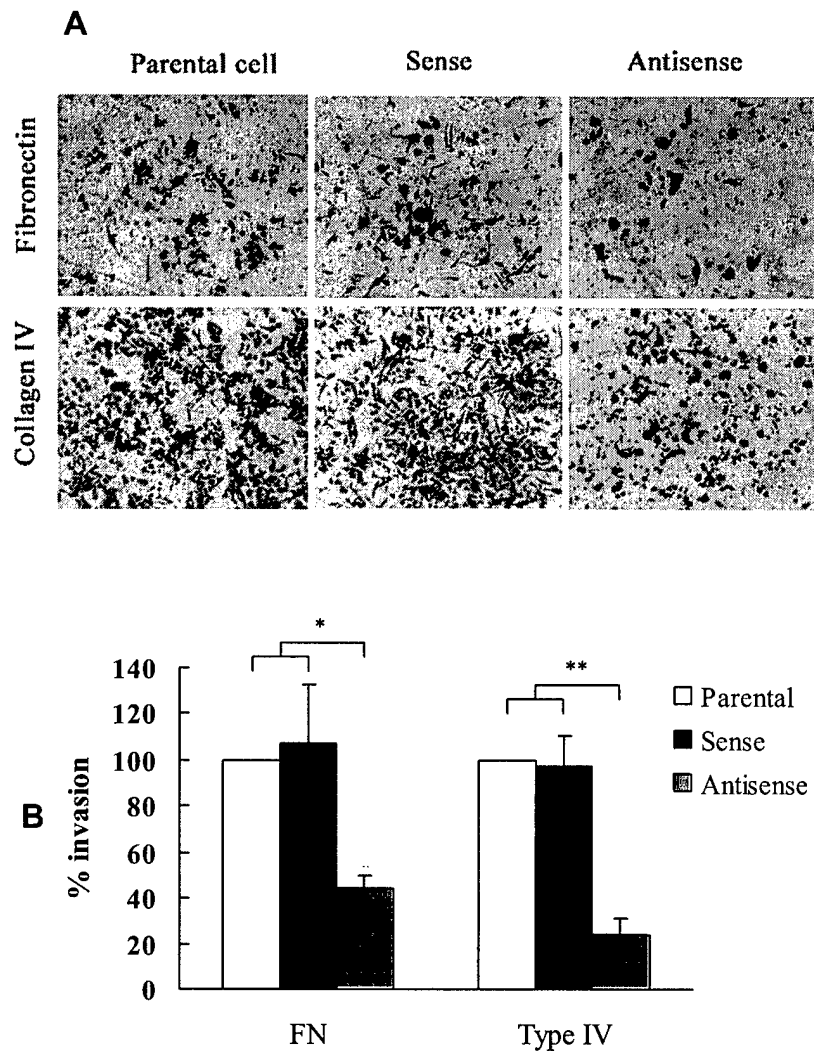 A
Parental cell Sense Antisense
Fibronectin
Collagen IV
B
% invasion
140
120
100
80
60
40
20
0
*
**
Parental
Sense
Antisense
FN Type IV